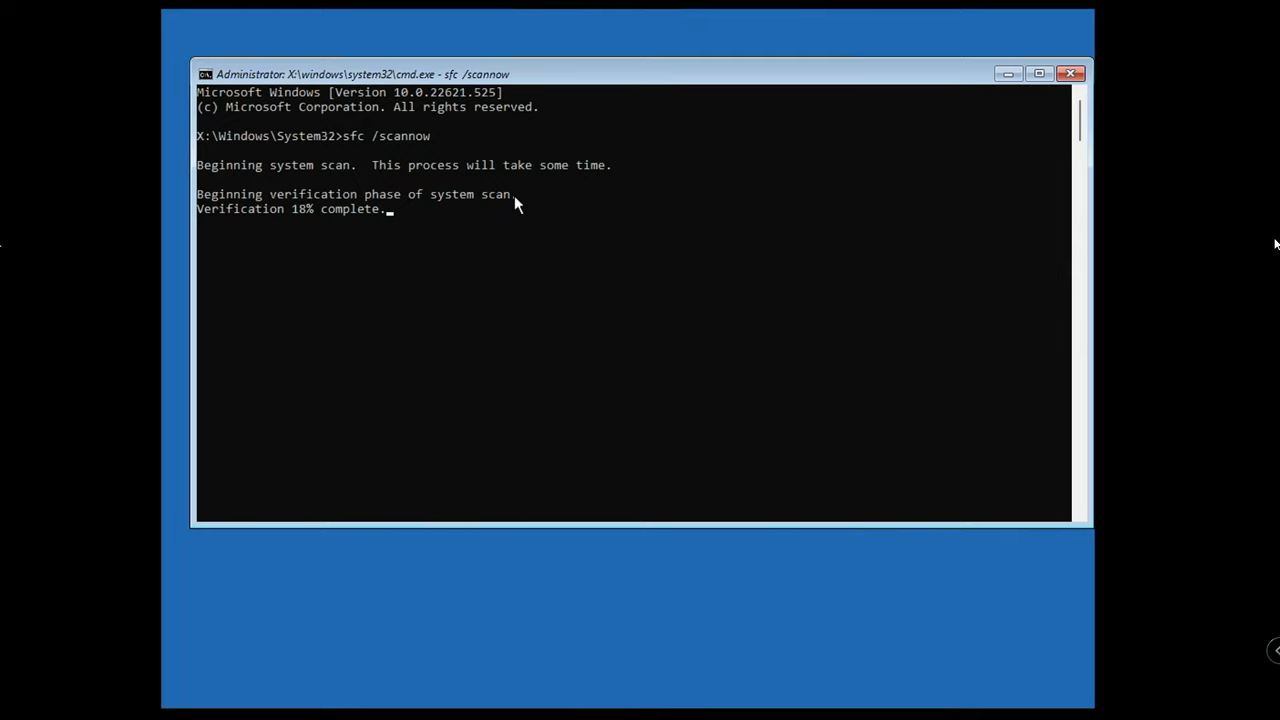 Administrator: X:\windows\system32\cmd.exe - sfc /scannow
Microsoft Windows [Version 10.0.22621.525]
(c) Microsoft Corporation. All rights reserved.
X:\Windows\System32>sfc /scannow
Beginning system scan.  This process will take some time.
Beginning verification phase of system scan.
Verification 18% complete.